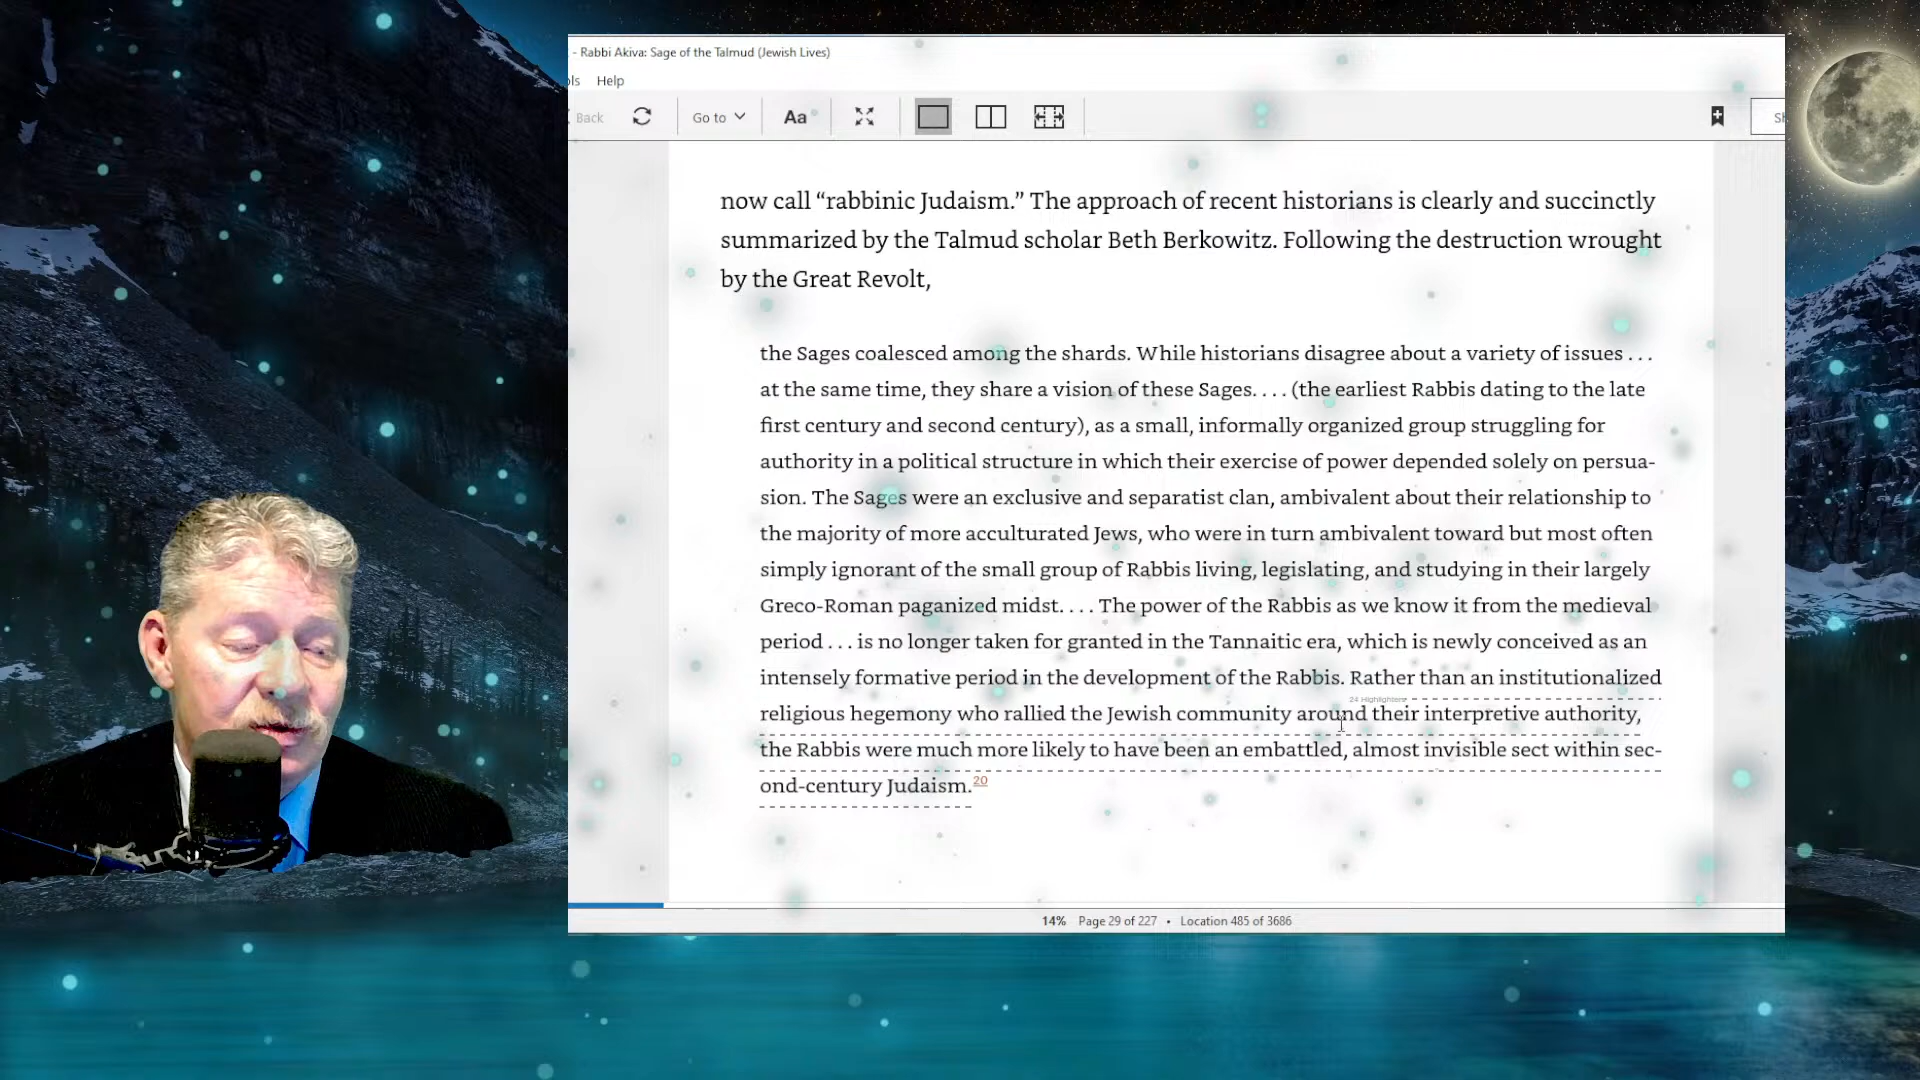 - Rabbi Akiva: Sage of the Talmud (Jewish Lives)
ols Help
Back Go to Aa
now call “rabbinic Judaism.” The approach of recent historians is clearly and succinctly
summarized by the Talmud scholar Beth Berkowitz. Following the destruction wrought
by the Great Revolt,
the Sages coalesced among the shards. While historians disagree about a variety of issues . . .
at the same time, they share a vision of these Sages. . . . (the earliest Rabbis dating to the late
first century and second century), as a small, informally organized group struggling for
authority in a political structure in which their exercise of power depended solely on persua-
sion. The Sages were an exclusive and separatist clan, ambivalent about their relationship to
the majority of more acculturated Jews, who were in turn ambivalent toward but most often
simply ignorant of the small group of Rabbis living, legislating, and studying in their largely
Greco-Roman paganized midst. . . . The power of the Rabbis as we know it from the medieval
period . . . is no longer taken for granted in the Tannaitic era, which is newly conceived as an
intensely formative period in the development of the Rabbis. Rather than an institutionalized
24 Highlighters
religious hegemony who rallied the Jewish community around their interpretive authority,
the Rabbis were much more likely to have been an embattled, almost invisible sect within sec-
ond-century Judaism.20
14% Page 29 of 227 • Location 485 of 3686